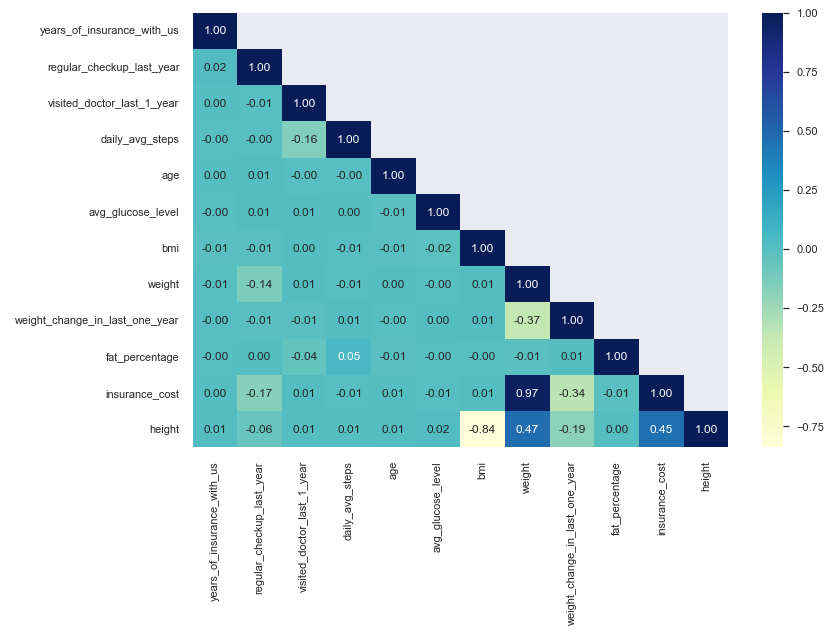 years_of_insurance_with_us 1.00
regular_checkup_last_year 0.02 1.00
visited_doctor_last_1_year 0.00 -0.01 1.00
daily_avg_steps -0.00 -0.00 -0.16 1.00
age 0.00 0.01 -0.00 -0.00 1.00
avg_glucose_level -0.00 0.01 0.01 0.00 -0.01 1.00
bmi -0.01 -0.01 0.00 -0.01 -0.01 -0.02 1.00
weight -0.01 -0.14 0.01 -0.01 0.00 -0.00 0.01 1.00
weight_change_in_last_one_year -0.00 -0.01 -0.01 0.01 -0.00 0.00 0.01 -0.37 1.00
fat_percentage -0.00 0.00 -0.04 0.05 -0.01 -0.00 -0.00 -0.01 0.01 1.00
insurance_cost 0.00 -0.17 0.01 -0.01 0.01 -0.01 0.01 0.97 -0.34 -0.01 1.00
height 0.01 -0.06 0.01 0.01 0.01 0.02 -0.84 0.47 -0.19 0.00 0.45 1.00
years_of_insurance_with_us
regular_checkup_last_year
visited_doctor_last_1_year
daily_avg_steps
age
avg_glucose_level
bmi
weight
weight_change_in_last_one_year
fat_percentage
insurance_cost
height
1.00
0.75
0.50
0.25
0.00
-0.25
-0.50
-0.75